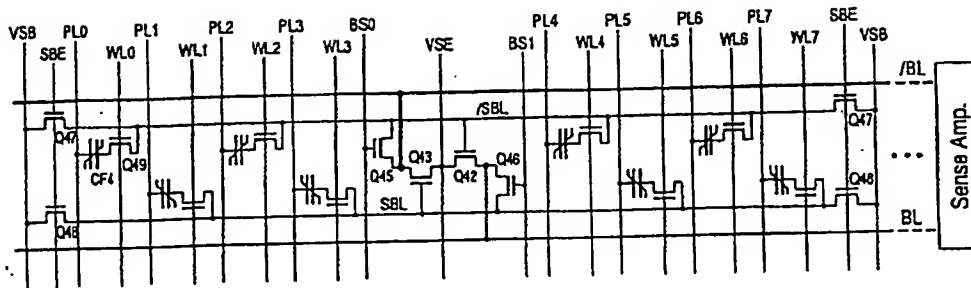 VSB PL0 PL1 PL2 PL3 BS0 VSE PL4 PL5 PL6 PL7 SBE VSB
SBE WL0 WL1 WL2 WL3 BS1 WL4 WL5 WL6 WL7
/BL
/SBL
Q47 Q49 Q45 Q43 Q42 Q46 Q47
CF4
SBL
Q48 Q48
BL
Sense Amp.